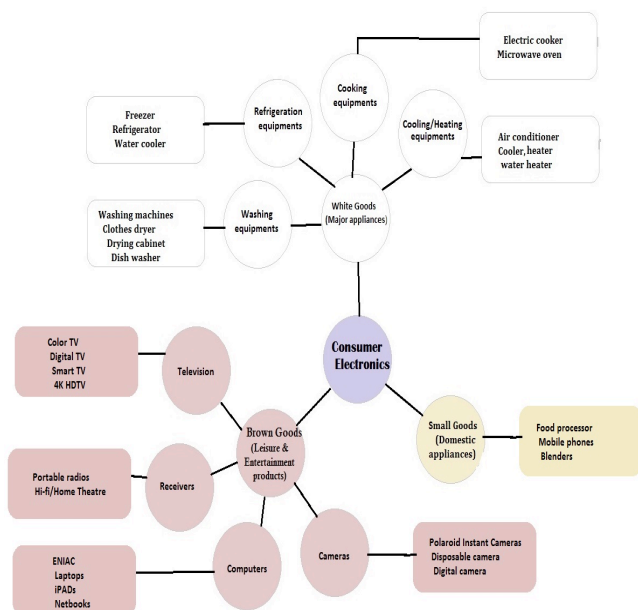 Electric cooker
Microwave oven
Cooking
equipments
Freezer
Refrigerator
Water cooler
Refrigeration
equipments
Cooling/Heating
equipments
Air conditioner
Cooler, heater
water heater
White Goods
(Major appliances)
Washing machines
Clothes dryer
Drying cabinet
Dish washer
Washing
equipments
Consumer
Electronics
Color TV
Digital TV
Smart TV
4K HDTV
Television
Small Goods
(Domestic
appliances)
Food processor
Mobile phones
Blenders
Brown Goods
(Leisure &
Entertainment
products)
Portable radios
Hi-fi/Home Theatre
Receivers
ENIAC
Laptops
iPADs
Netbooks
Computers
Cameras
Polaroid Instant Cameras
Disposable camera
Digital camera